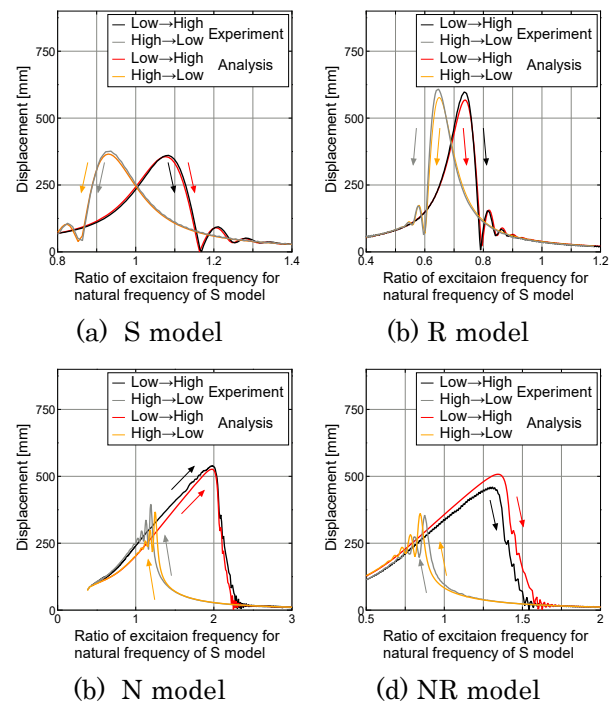 Low→High
Experiment
High→Low
Low→High
Analysis
High→Low
Displacement [mm]
900
750
500
250
0
0.8
1.0
1.2
1.4
Ratio of excitaion frequency for
natural frequency of S model
(a) S model
Low→High
Experiment
High→Low
Low→High
Analysis
High→Low
Displacement [mm]
900
750
500
250
0
0.4
0.6
0.8
1.0
1.2
Ratio of excitaion frequency for
natural frequency of S model
(b) R model
Low→High
Experiment
High→Low
Low→High
Analysis
High→Low
Displacement [mm]
900
750
500
250
0
0
1
2
3
Ratio of excitaion frequency for
natural frequency of S model
(b) N model
Low→High
Experiment
High→Low
Low→High
Analysis
High→Low
Displacement [mm]
900
750
500
250
0
0.5
1
1.5
2
Ratio of excitaion frequency for
natural frequency of S model
(d) NR model